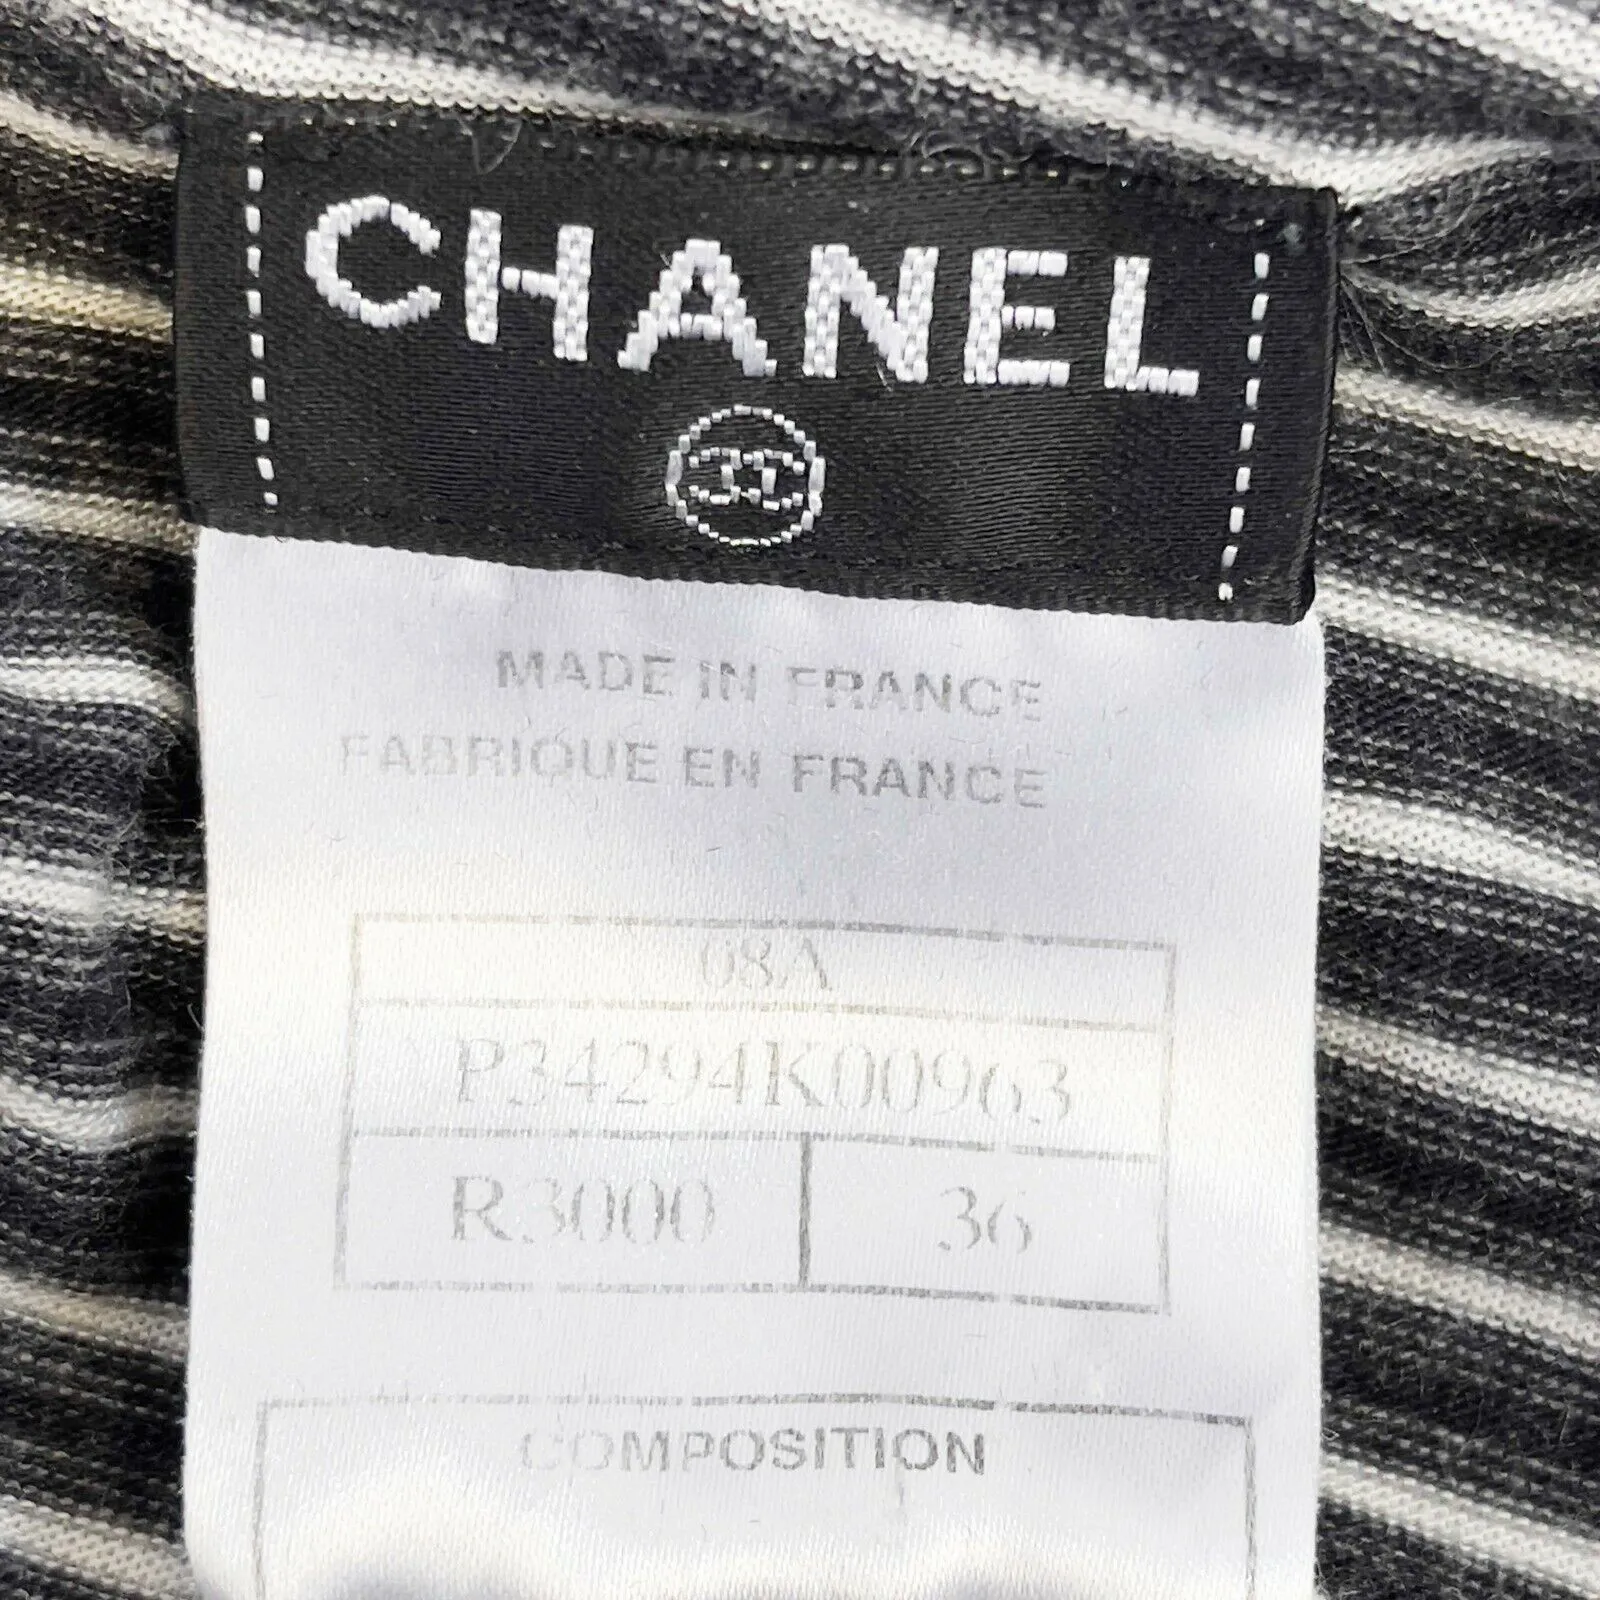 CHANEL
MADE IN FRANCE
FABRIQUE EN FRANCE
08A
P34294K00963
R3000 36
COMPOSITION